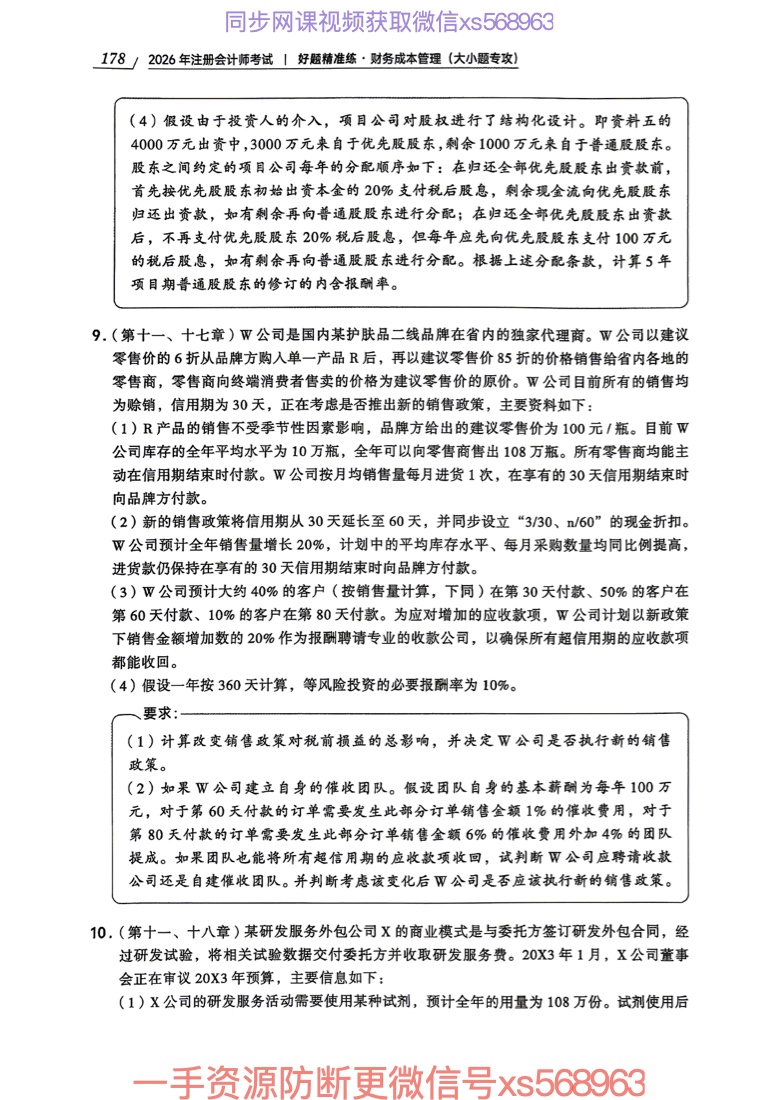 同步网课视频获取微信xs568963
178 / 2026年注册会计师考试 | 好题精准练·财务成本管理(大小题专攻)
(4)假设由于投资人的介入,项目公司对股权进行了结构化设计。即资料五的
4000万元出资中,3000万元来自于优先股股东,剩余1000万元来自于普通股股东。
股东之间约定的项目公司每年的分配顺序如下:在归还全部优先股股东出资款前,
首先按优先股股东初始出资本金的20%支付税后股息,剩余现金流向优先股股东
归还出资款,如有剩余再向普通股股东进行分配;在归还全部优先股股东出资款
后,不再支付优先股股东20%税后股息,但每年应先向优先股股东支付100万元
的税后股息,如有剩余再向普通股股东进行分配。根据上述分配条款,计算5年
项目期普通股股东的修订的内含报酬率。
9.(第十一、十七章)W公司是国内某护肤品二线品牌在省内的独家代理商。W公司以建议
零售价的6折从品牌方购入单一产品R后,再以建议零售价85折的价格销售给省内各地的
零售商,零售商向终端消费者售卖的价格为建议零售价的原价。W公司目前所有的销售均
为赊销,信用期为30天,正在考虑是否推出新的销售政策,主要资料如下:
(1)R产品的销售不受季节性因素影响,品牌方给出的建议零售价为100元/瓶。目前W
公司库存的全年平均水平为10万瓶,全年可以向零售商售出108万瓶。所有零售商均能主
动在信用期结束时付款。W公司按月均销售量每月进货1次,在享有的30天信用期结束时
向品牌方付款。
(2)新的销售政策将信用期从30天延长至60天,并同步设立“3/30、n/60”的现金折扣。
W公司预计全年销售量增长20%,计划中的平均库存水平、每月采购数量均同比例提高,
进货款仍保持在享有的30天信用期结束时向品牌方付款。
(3)W公司预计大约40%的客户(按销售量计算,下同)在第30天付款、50%的客户在
第60天付款、10%的客户在第80天付款。为应对增加的应收款项,W公司计划以新政策
下销售金额增加数的20%作为报酬聘请专业的收款公司,以确保所有超信用期的应收款项
都能收回。
(4)假设一年按360天计算,等风险投资的必要报酬率为10%。
要求:
(1)计算改变销售政策对税前损益的总影响,并决定W公司是否执行新的销售
政策。
(2)如果W公司建立自身的催收团队。假设团队自身的基本薪酬为每年100万
元,对于第60天付款的订单需要发生此部分订单销售金额1%的催收费用,对于
第80天付款的订单需要发生此部分订单销售金额6%的催收费用外加4%的团队
提成。如果团队也能将所有超信用期的应收款项收回,试判断W公司应聘请收款
公司还是自建催收团队。并判断考虑该变化后W公司是否应该执行新的销售政策。
10.(第十一、十八章)某研发服务外包公司X的商业模式是与委托方签订研发外包合同,经
过研发试验,将相关试验数据交付委托方并收取研发服务费。20X3年1月,X公司董事
会正在审议20X3年预算,主要信息如下:
(1)X公司的研发服务活动需要使用某种试剂,预计全年的用量为108万份。试剂使用后
一手资源防断更微信号xs568963